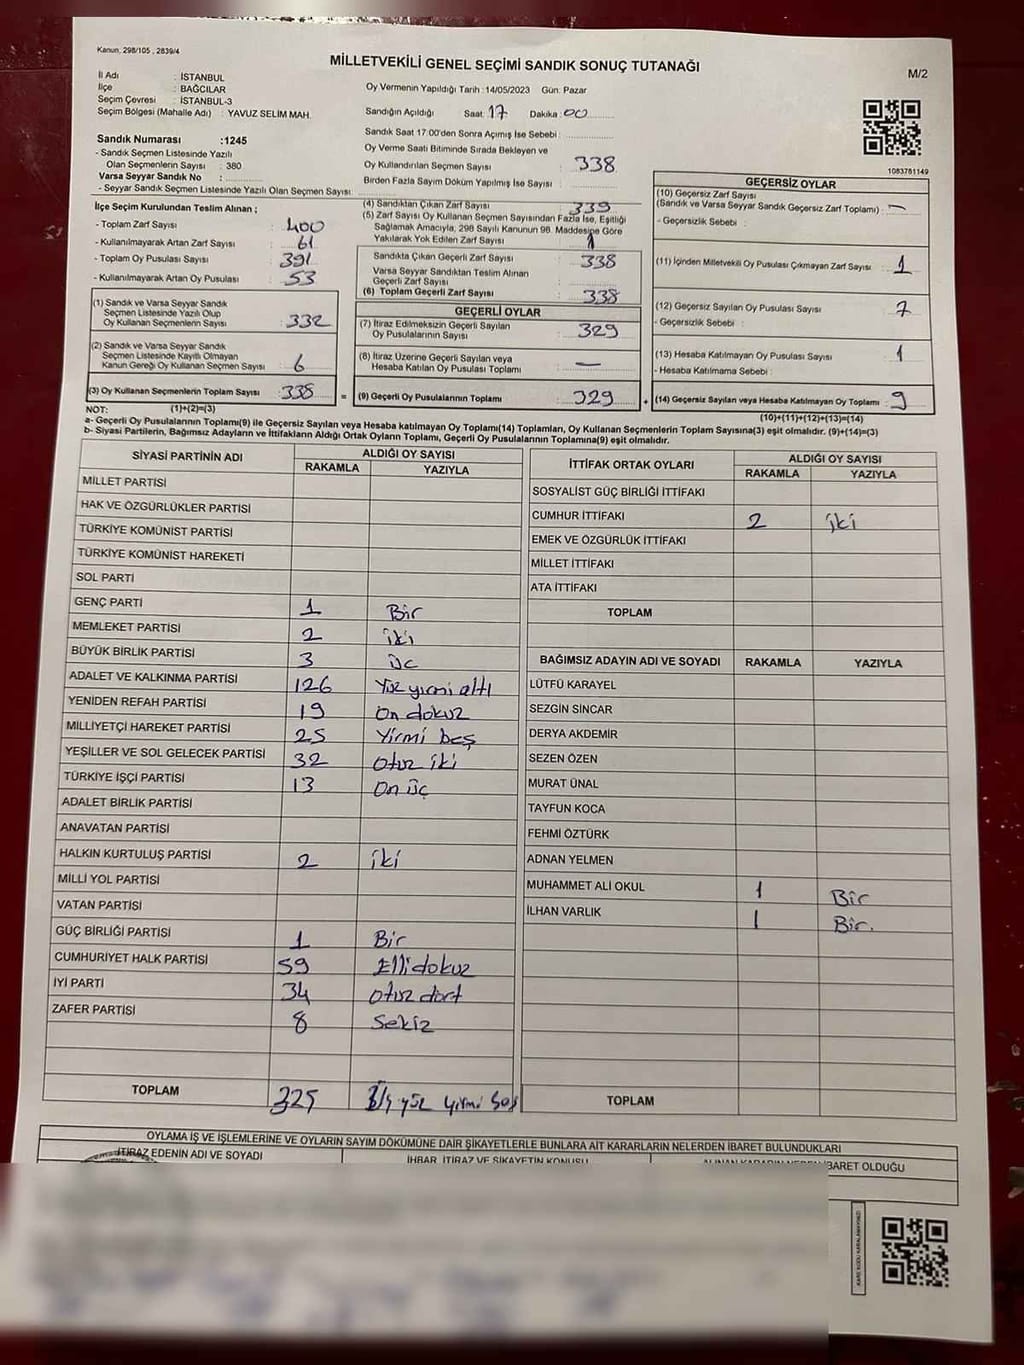 Kanun, 298/105 , 2839/4
MİLLETVEKİLİ GENEL SEÇİMİ SANDIK SONUÇ TUTANAĞI
M/2
İl Adı : İSTANBUL
İlçe : BAĞCILAR
Seçim Çevresi : İSTANBUL-3
Seçim Bölgesi (Mahalle Adı) : YAVUZ SELİM MAH.
Sandık Numarası :1245
- Sandık Seçmen Listesinde Yazılı
Olan Seçmenlerin Sayısı : 380
Varsa Seyyar Sandık No :
- Seyyar Sandık Seçmen Listesinde Yazılı Olan Seçmen Sayısı:
Oy Vermenin Yapıldığı Tarih :14/05/2023 Gün: Pazar
Sandığın Açıldığı Saat: 17 Dakika: 00
Sandık Saat 17:00'den Sonra Açımış İse Sebebi :
Oy Verme Saati Bitiminde Sırada Bekleyen ve
Oy Kullandırılan Seçmen Sayısı : 338
Birden Fazla Sayım Döküm Yapılmış İse Sayısı :
1083781149
İlçe Seçim Kurulundan Teslim Alınan ;
- Toplam Zarf Sayısı : 400
- Kullanılmayarak Artan Zarf Sayısı : 61
- Toplam Oy Pusulası Sayısı : 391
- Kullanılmayarak Artan Oy Pusulası : 53
(1) Sandık ve Varsa Seyyar Sandık
Seçmen Listesinde Yazılı Olup
Oy Kullanan Seçmenlerin Sayısı : 332
(2) Sandık ve Varsa Seyyar Sandık
Seçmen Listesinde Kayıtlı Olmayan
Kanun Gereği Oy Kullanan Seçmen Sayısı : 6
(3) Oy Kullanan Seçmenlerin Toplam Sayısı : 338
(4) Sandıktan Çıkan Zarf Sayısı : 339
(5) Zarf Sayısı Oy Kullanan Seçmen Sayısından Fazla İse, Eşitliği
Sağlamak Amacıyla, 298 Sayılı Kanunun 98. Maddesine Göre
Yakılarak Yok Edilen Zarf Sayısı : 1
Sandıkta Çıkan Geçerli Zarf Sayısı : 338
Varsa Seyyar Sandıktan Teslim Alınan
Geçerli Zarf Sayısı :
(6) Toplam Geçerli Zarf Sayısı : 338
GEÇERLİ OYLAR
(7) İtiraz Edilmeksizin Geçerli Sayılan
Oy Pusulalarının Sayısı : 329
(8) İtiraz Üzerine Geçerli Sayılan veya
Hesaba Katılan Oy Pusulası Toplamı : —
= (9) Geçerli Oy Pusulalarının Toplamı : 329
GEÇERSİZ OYLAR
(10) Geçersiz Zarf Sayısı
(Sandık ve Varsa Seyyar Sandık Geçersiz Zarf Toplamı) : —
- Geçersizlik Sebebi :
(11) İçinden Milletvekili Oy Pusulası Çıkmayan Zarf Sayısı : 1
(12) Geçersiz Sayılan Oy Pusulası Sayısı : 7
- Geçersizlik Sebebi :
(13) Hesaba Katılmayan Oy Pusulası Sayısı : 1
- Hesaba Katılmama Sebebi :
+ (14) Geçersiz Sayılan veya Hesaba Katılmayan Oy Toplamı : 9
NOT: (1)+(2)=(3)
(10)+(11)+(12)+(13)=(14)
a- Geçerli Oy Pusulalarının Toplamı(9) ile Geçersiz Sayılan veya Hesaba katılmayan Oy Toplamı(14) Toplamları, Oy Kullanan Seçmenlerin Toplam Sayısına(3) eşit olmalıdır. (9)+(14)=(3)
b- Siyasi Partilerin, Bağımsız Adayların ve İttifakların Aldığı Ortak Oyların Toplamı, Geçerli Oy Pusulalarının Toplamına(9) eşit olmalıdır.
SİYASİ PARTİNİN ADI ALDIĞI OY SAYISI
RAKAMLA YAZIYLA
MİLLET PARTİSİ
HAK VE ÖZGÜRLÜKLER PARTİSİ
TÜRKİYE KOMÜNİST PARTİSİ
TÜRKİYE KOMÜNİST HAREKETİ
SOL PARTİ
GENÇ PARTİ 1 Bir
MEMLEKET PARTİSİ 2 iki
BÜYÜK BİRLİK PARTİSİ 3 üç
ADALET VE KALKINMA PARTİSİ 126 Yüz yirmi altı
YENİDEN REFAH PARTİSİ 19 On dokuz
MİLLİYETÇİ HAREKET PARTİSİ 25 Yirmi beş
YEŞİLLER VE SOL GELECEK PARTİSİ 32 Otuz iki
TÜRKİYE İŞÇİ PARTİSİ 13 On üç
ADALET BİRLİK PARTİSİ
ANAVATAN PARTİSİ
HALKIN KURTULUŞ PARTİSİ 2 iki
MİLLİ YOL PARTİSİ
VATAN PARTİSİ
GÜÇ BİRLİĞİ PARTİSİ 1 Bir
CUMHURİYET HALK PARTİSİ 59 Elli dokuz
İYİ PARTİ 34 Otuz dört
ZAFER PARTİSİ 8 Sekiz
TOPLAM 325 Üç yüz yirmi beş
İTTİFAK ORTAK OYLARI ALDIĞI OY SAYISI
RAKAMLA YAZIYLA
SOSYALİST GÜÇ BİRLİĞİ İTTİFAKI
CUMHUR İTTİFAKI 2 iki
EMEK VE ÖZGÜRLÜK İTTİFAKI
MİLLET İTTİFAKI
ATA İTTİFAKI
TOPLAM
BAĞIMSIZ ADAYIN ADI VE SOYADI RAKAMLA YAZIYLA
LÜTFÜ KARAYEL
SEZGİN SİNCAR
DERYA AKDEMİR
SEZEN ÖZEN
MURAT ÜNAL
TAYFUN KOCA
FEHMİ ÖZTÜRK
ADNAN YELMEN
MUHAMMET ALİ OKUL 1 Bir
İLHAN VARLIK 1 Bir.
TOPLAM
OYLAMA İŞ VE İŞLEMLERİNE VE OYLARIN SAYIM DÖKÜMÜNE DAİR ŞİKAYETLERLE BUNLARA AİT KARARLARIN NELERDEN İBARET BULUNDUKLARI
İTİRAZ EDENİN ADI VE SOYADI
İHBAR, İTİRAZ VE ŞİKAYETİN KONUSU
ALINAN KARARIN NEDEN İBARET OLDUĞU
KARE KODU KARALAMAYINIZ!